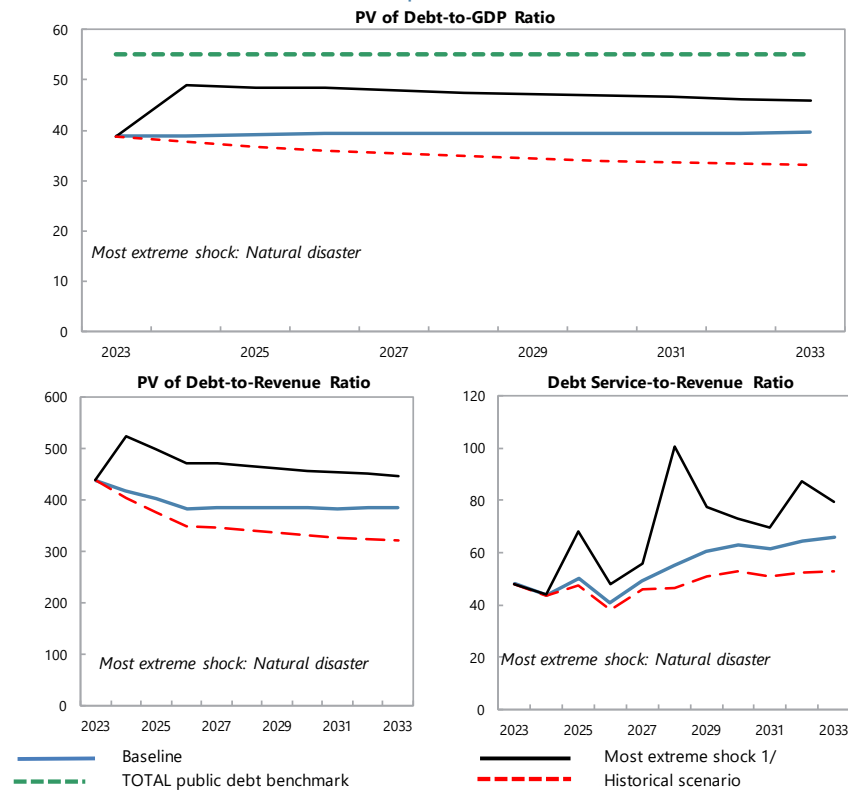 PV of Debt-to-GDP Ratio
60
50
40
30
20
10
0
Most extreme shock: Natural disaster
2023 2025 2027 2029 2031 2033
PV of Debt-to-Revenue Ratio
600
500
400
300
200
100
0
Most extreme shock: Natural disaster
2023 2025 2027 2029 2031 2033
Debt Service-to-Revenue Ratio
120
100
80
60
40
20
0
Most extreme shock: Natural disaster
2023 2025 2027 2029 2031 2033
Baseline
Most extreme shock 1/
TOTAL public debt benchmark
Historical scenario